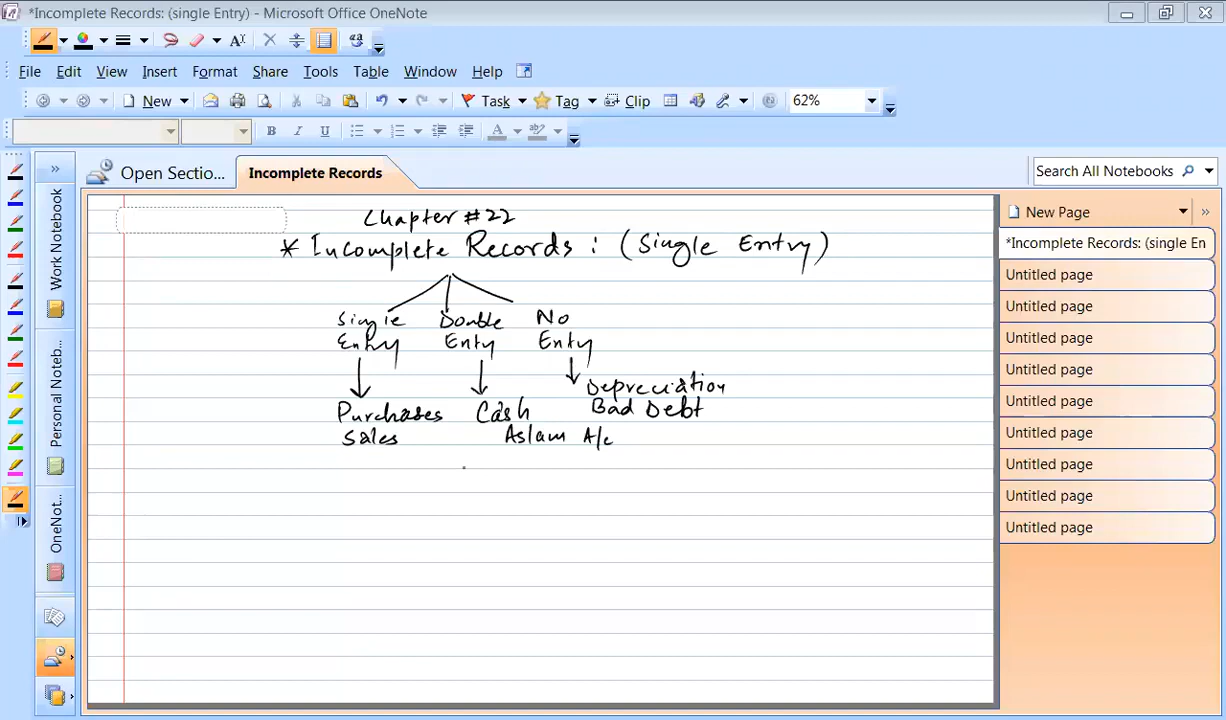 *Incomplete Records: (single Entry) - Microsoft Office OneNote
File Edit View Insert Format Share Tools Table Window Help
New Task Tag Clip 62%
B I U
Open Sectio... Incomplete Records
Search All Notebooks
Work Notebook
Personal Noteb...
OneNot...
Chapter #22
* Incomplete Records : (Single Entry)
Single Double No
Entry Entry Entry
Depreciation
Purchases Cash Bad Debt
Sales Aslam A/c
New Page
*Incomplete Records: (single En
Untitled page
Untitled page
Untitled page
Untitled page
Untitled page
Untitled page
Untitled page
Untitled page
Untitled page